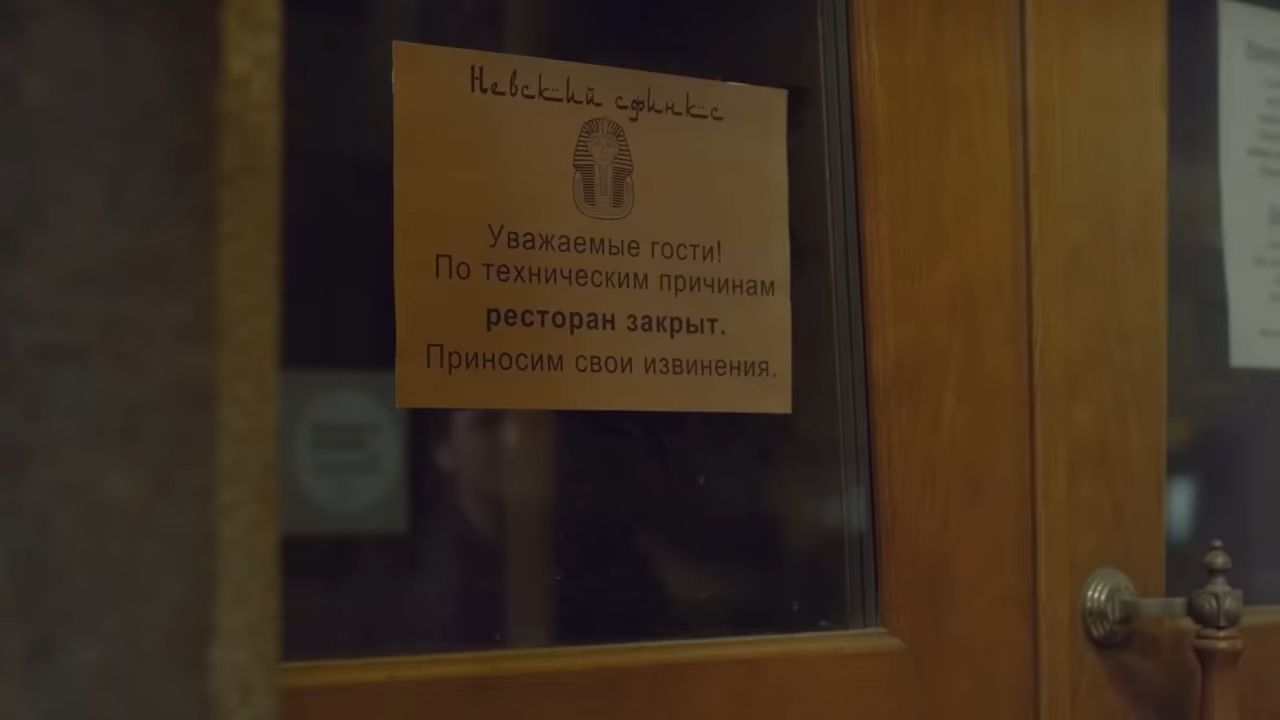 Невский сфинкс
Уважаемые гости!
По техническим причинам
ресторан закрыт.
Приносим свои извинения.